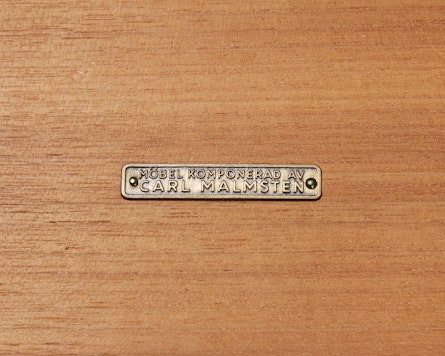 MÖBEL KOMPONERAD AV
CARL MALMSTEN